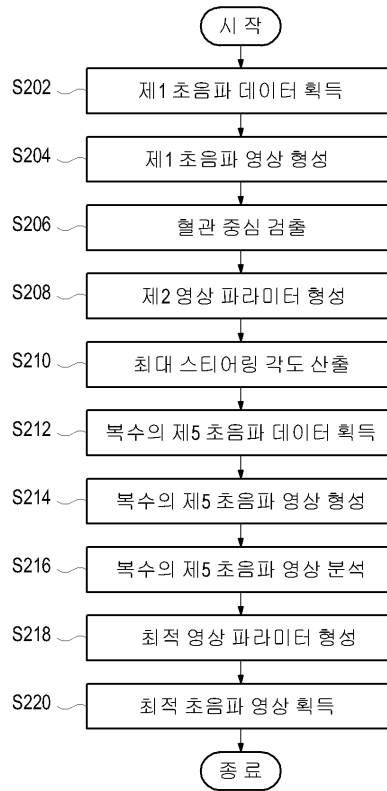 시작
S202 제1 초음파 데이터 획득
S204 제1 초음파 영상 형성
S206 혈관 중심 검출
S208 제2 영상 파라미터 형성
S210 최대 스티어링 각도 산출
S212 복수의 제5 초음파 데이터 획득
S214 복수의 제5 초음파 영상 형성
S216 복수의 제5 초음파 영상 분석
S218 최적 영상 파라미터 형성
S220 최적 초음파 영상 획득
종료